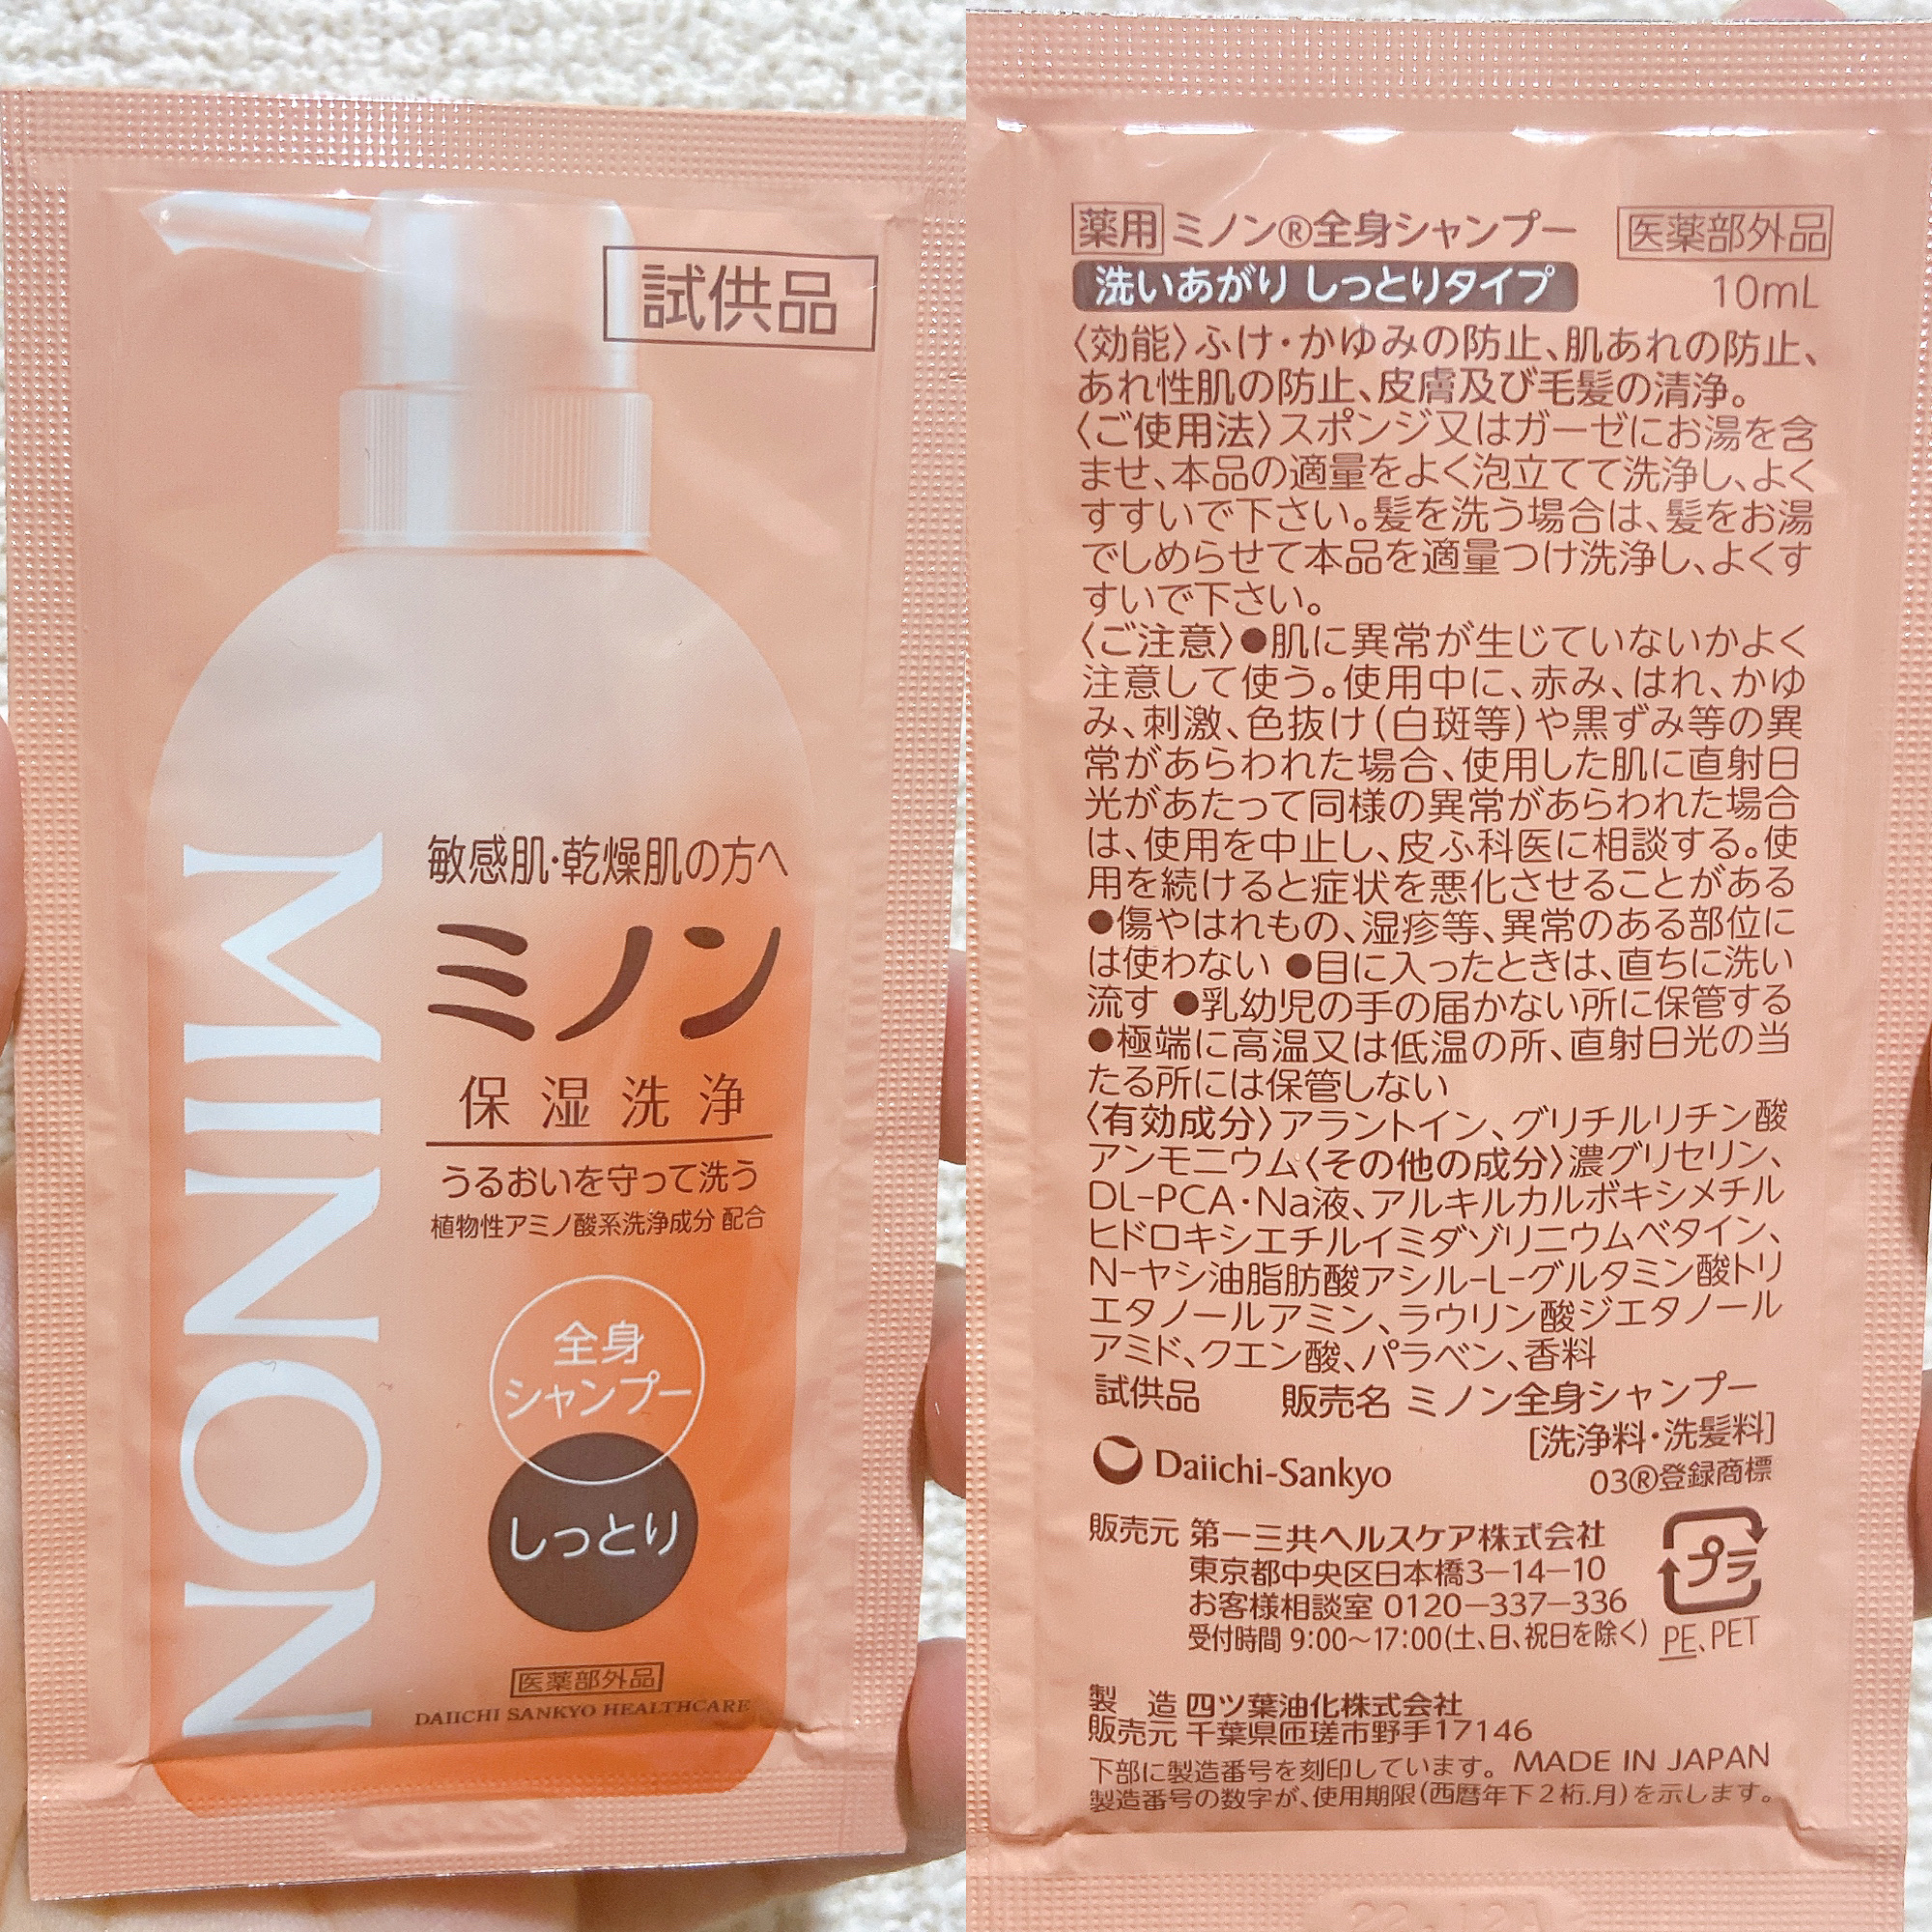 試供品
MINON
敏感肌・乾燥肌の方へ
ミノン
保湿洗浄
うるおいを守って洗う
植物性アミノ酸系洗浄成分 配合
全身
シャンプー
しっとり
医薬部外品
DAIICHI SANKYO HEALTHCARE
薬用 ミノン®全身シャンプー 医薬部外品
洗いあがり しっとりタイプ 10mL
〈効能〉ふけ・かゆみの防止、肌あれの防止、
あれ性肌の防止、皮膚及び毛髪の清浄。
〈ご使用法〉スポンジ又はガーゼにお湯を含
ませ、本品の適量をよく泡立てて洗浄し、よく
すすいで下さい。髪を洗う場合は、髪をお湯
でしめらせて本品を適量つけ洗浄し、よくす
すいで下さい。
〈ご注意〉●肌に異常が生じていないかよく
注意して使う。使用中に、赤み、はれ、かゆ
み、刺激、色抜け(白斑等)や黒ずみ等の異
常があらわれた場合、使用した肌に直射日
光があたって同様の異常があらわれた場合
は、使用を中止し、皮ふ科医に相談する。使
用を続けると症状を悪化させることがある
●傷やはれもの、湿疹等、異常のある部位に
は使わない ●目に入ったときは、直ちに洗い
流す ●乳幼児の手の届かない所に保管する
●極端に高温又は低温の所、直射日光の当
たる所には保管しない
〈有効成分〉アラントイン、グリチルリチン酸
アンモニウム〈その他の成分〉濃グリセリン、
DL-PCA・Na液、アルキルカルボキシメチル
ヒドロキシエチルイミダゾリニウムベタイン、
N-ヤシ油脂肪酸アシル-L-グルタミン酸トリ
エタノールアミン、ラウリン酸ジエタノール
アミド、クエン酸、パラベン、香料
試供品 販売名 ミノン全身シャンプー
[洗浄料・洗髪料]
Daiichi-Sankyo 03®登録商標
販売元 第一三共ヘルスケア株式会社
東京都中央区日本橋3-14-10
お客様相談室 0120-337-336
受付時間 9:00~17:00(土、日、祝日を除く)
プラ
PE、PET
製 造 四ツ葉油化株式会社
販売元 千葉県匝瑳市野手17146
下部に製造番号を刻印しています。 MADE IN JAPAN
製造番号の数字が、使用期限(西暦年下2桁.月)を示します。